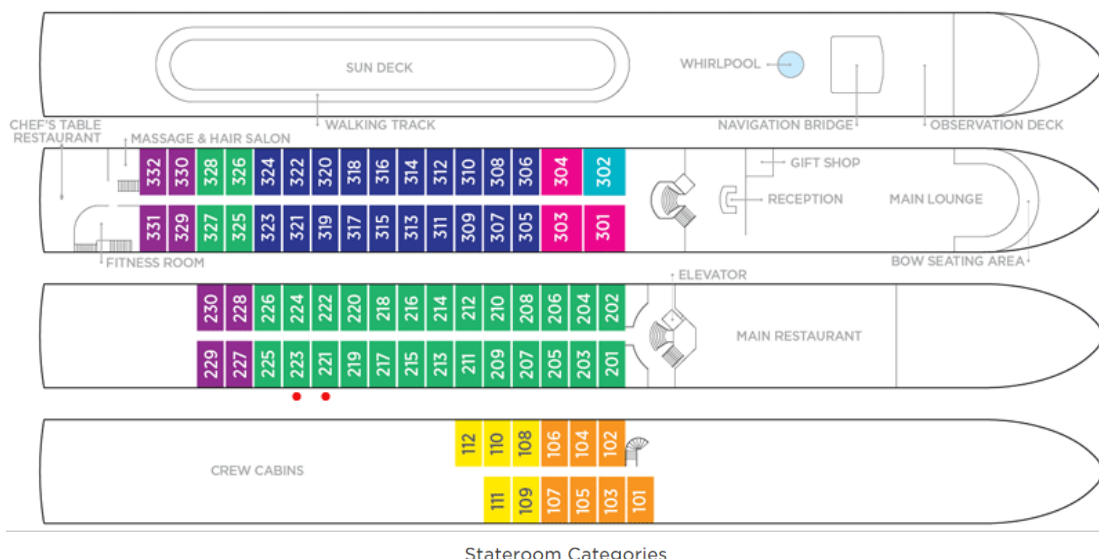 SUN DECK
WHIRLPOOL
CHEF'S TABLE
RESTAURANT
MASSAGE & HAIR SALON
WALKING TRACK
NAVIGATION BRIDGE
OBSERVATION DECK
332 330 328 326 324 322 320 318 316 314 312 310 308 306 304 302
GIFT SHOP
RECEPTION
MAIN LOUNGE
331 329 327 325 323 321 319 317 315 313 311 309 307 305 303 301
FITNESS ROOM
BOW SEATING AREA
ELEVATOR
230 228 226 224 222 220 218 216 214 212 210 208 206 204 202
MAIN RESTAURANT
229 227 225 223 221 219 217 215 213 211 209 207 205 203 201
112 110 108 106 104 102
CREW CABINS
111 109 107 105 103 101
Stateroom Categories